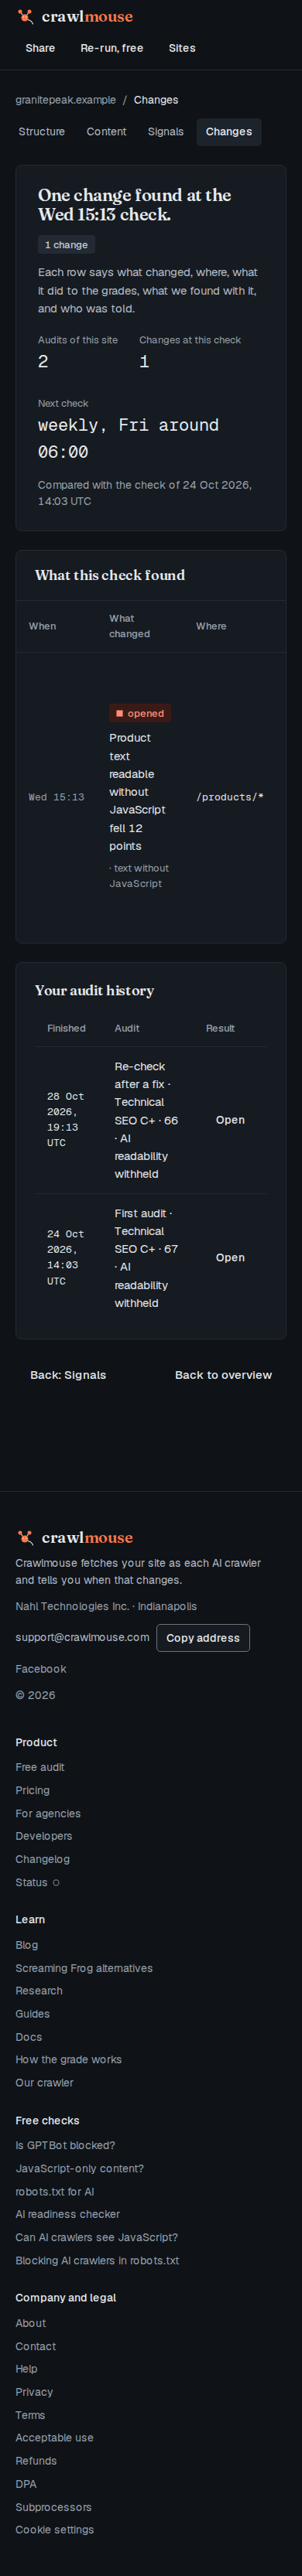 crawlmouse
Share Re-run, free Sites
granitepeak.example / Changes
Structure Content Signals Changes
One change found at the
Wed 15:13 check.
1 change
Each row says what changed, where, what
it did to the grades, what we found with it,
and who was told.
Audits of this site Changes at this check
2 1
Next check
weekly, Fri around
06:00
Compared with the check of 24 Oct 2026,
14:03 UTC
What this check found
When What changed Where
Wed 15:13
opened
Product
text
readable
without
JavaScript
fell 12
points
· text without
JavaScript
/products/*
Your audit history
Finished Audit Result
28 Oct
2026,
19:13
UTC
Re-check
after a fix ·
Technical
SEO C+ · 66
· AI
readability
withheld
Open
24 Oct
2026,
14:03
UTC
First audit ·
Technical
SEO C+ · 67
· AI
readability
withheld
Open
Back: Signals Back to overview
crawlmouse
Crawlmouse fetches your site as each AI crawler
and tells you when that changes.
Nahl Technologies Inc. · Indianapolis
support@crawlmouse.com Copy address
Facebook
© 2026
Product
Free audit
Pricing
For agencies
Developers
Changelog
Status
Learn
Blog
Screaming Frog alternatives
Research
Guides
Docs
How the grade works
Our crawler
Free checks
Is GPTBot blocked?
JavaScript-only content?
robots.txt for AI
AI readiness checker
Can AI crawlers see JavaScript?
Blocking AI crawlers in robots.txt
Company and legal
About
Contact
Help
Privacy
Terms
Acceptable use
Refunds
DPA
Subprocessors
Cookie settings